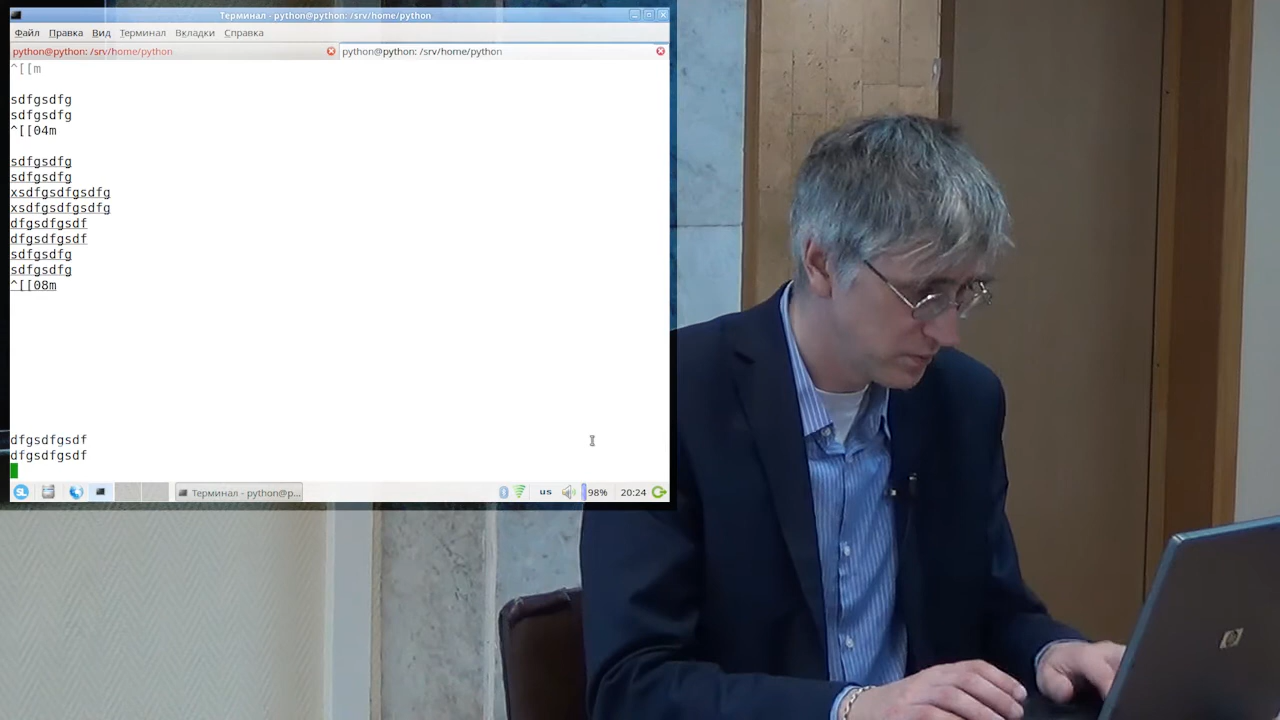 Терминал - python@python: /srv/home/python
Файл Правка Вид Терминал Вкладки Справка
python@python: /srv/home/python python@python: /srv/home/python
^[[m
sdfgsdfg
sdfgsdfg
^[[04m
sdfgsdfg
sdfgsdfg
xsdfgsdfgsdfg
xsdfgsdfgsdfg
dfgsdfgsdf
dfgsdfgsdf
sdfgsdfg
sdfgsdfg
^[[08m
dfgsdfgsdf
dfgsdfgsdf
Терминал - python@p... us 98% 20:24